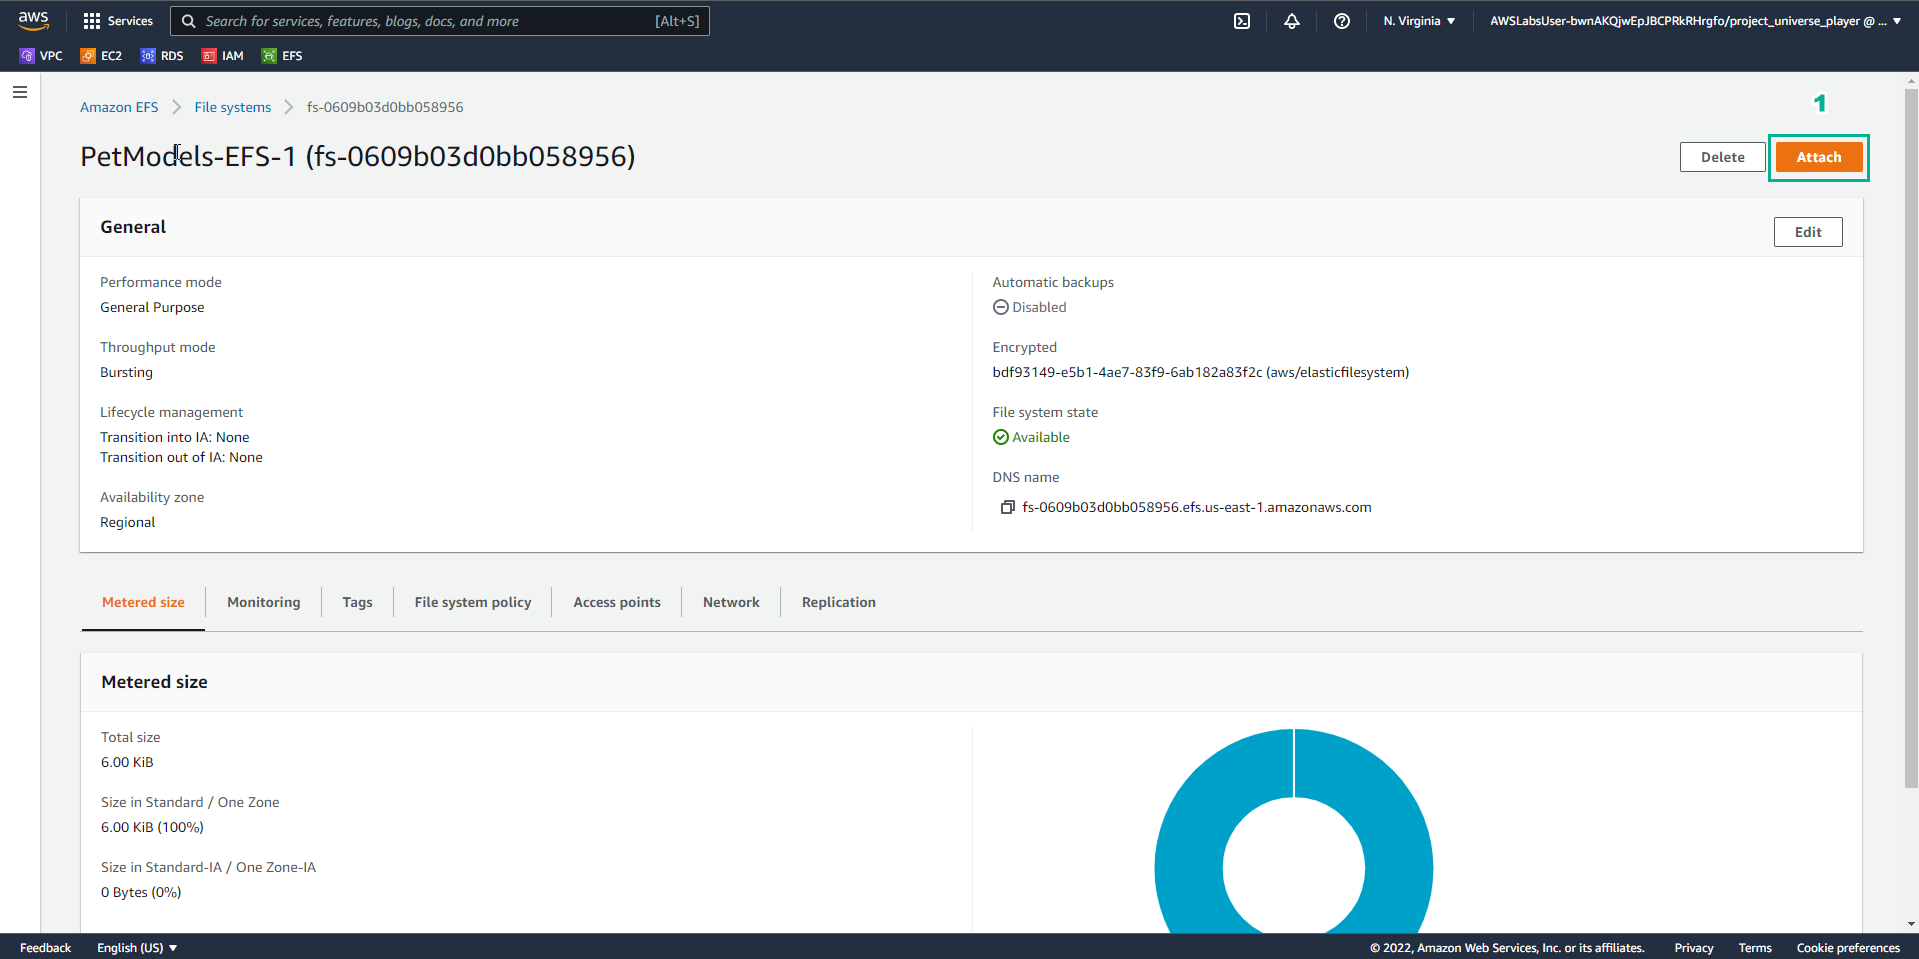 aws
Services
Search for services, features, blogs, docs, and more
[Alt+S]
N. Virginia ▼
AWSLabsUser-bwnAKQjwEpJBCPRkRHrgfo/project_universe_player @ ... ▼
VPC
EC2
RDS
IAM
EFS
Amazon EFS
File systems
fs-0609b03d0bb058956
1
PetModels-EFS-1 (fs-0609b03d0bb058956)
Delete
Attach
General
Edit
Performance mode
General Purpose
Throughput mode
Bursting
Lifecycle management
Transition into IA: None
Transition out of IA: None
Availability zone
Regional
Automatic backups
Disabled
Encrypted
bdf93149-e5b1-4ae7-83f9-6ab182a83f2c (aws/elasticfilesystem)
File system state
Available
DNS name
fs-0609b03d0bb058956.efs.us-east-1.amazonaws.com
Metered size
Monitoring
Tags
File system policy
Access points
Network
Replication
Metered size
Total size
6.00 KiB
Size in Standard / One Zone
6.00 KiB (100%)
Size in Standard-IA / One Zone-IA
0 Bytes (0%)
Feedback
English (US) ▼
© 2022, Amazon Web Services, Inc. or its affiliates.
Privacy
Terms
Cookie preferences